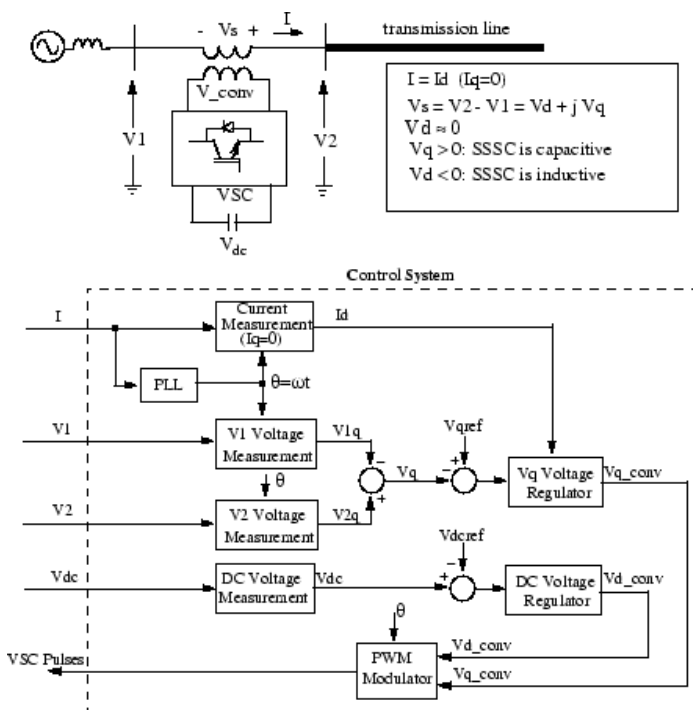 - Vs +
I
transmission line
V_conv
V1
V2
VSC
Vdc
I = Id (Iq=0)
Vs = V2 - V1 = Vd + j Vq
Vd ≈ 0
Vq > 0: SSSC is capacitive
Vd < 0: SSSC is inductive
Control System
I
Current
Measurement
(Iq=0)
Id
PLL
θ=ωt
V1
V1 Voltage
Measurement
V1q
θ
V2
V2 Voltage
Measurement
V2q
-
+
Vq
Vqref
+
-
Vq Voltage
Regulator
Vq_conv
Vdc
DC Voltage
Measurement
Vdc
Vdcref
-
+
DC Voltage
Regulator
Vd_conv
θ
VSC Pulses
PWM
Modulator
Vd_conv
Vq_conv